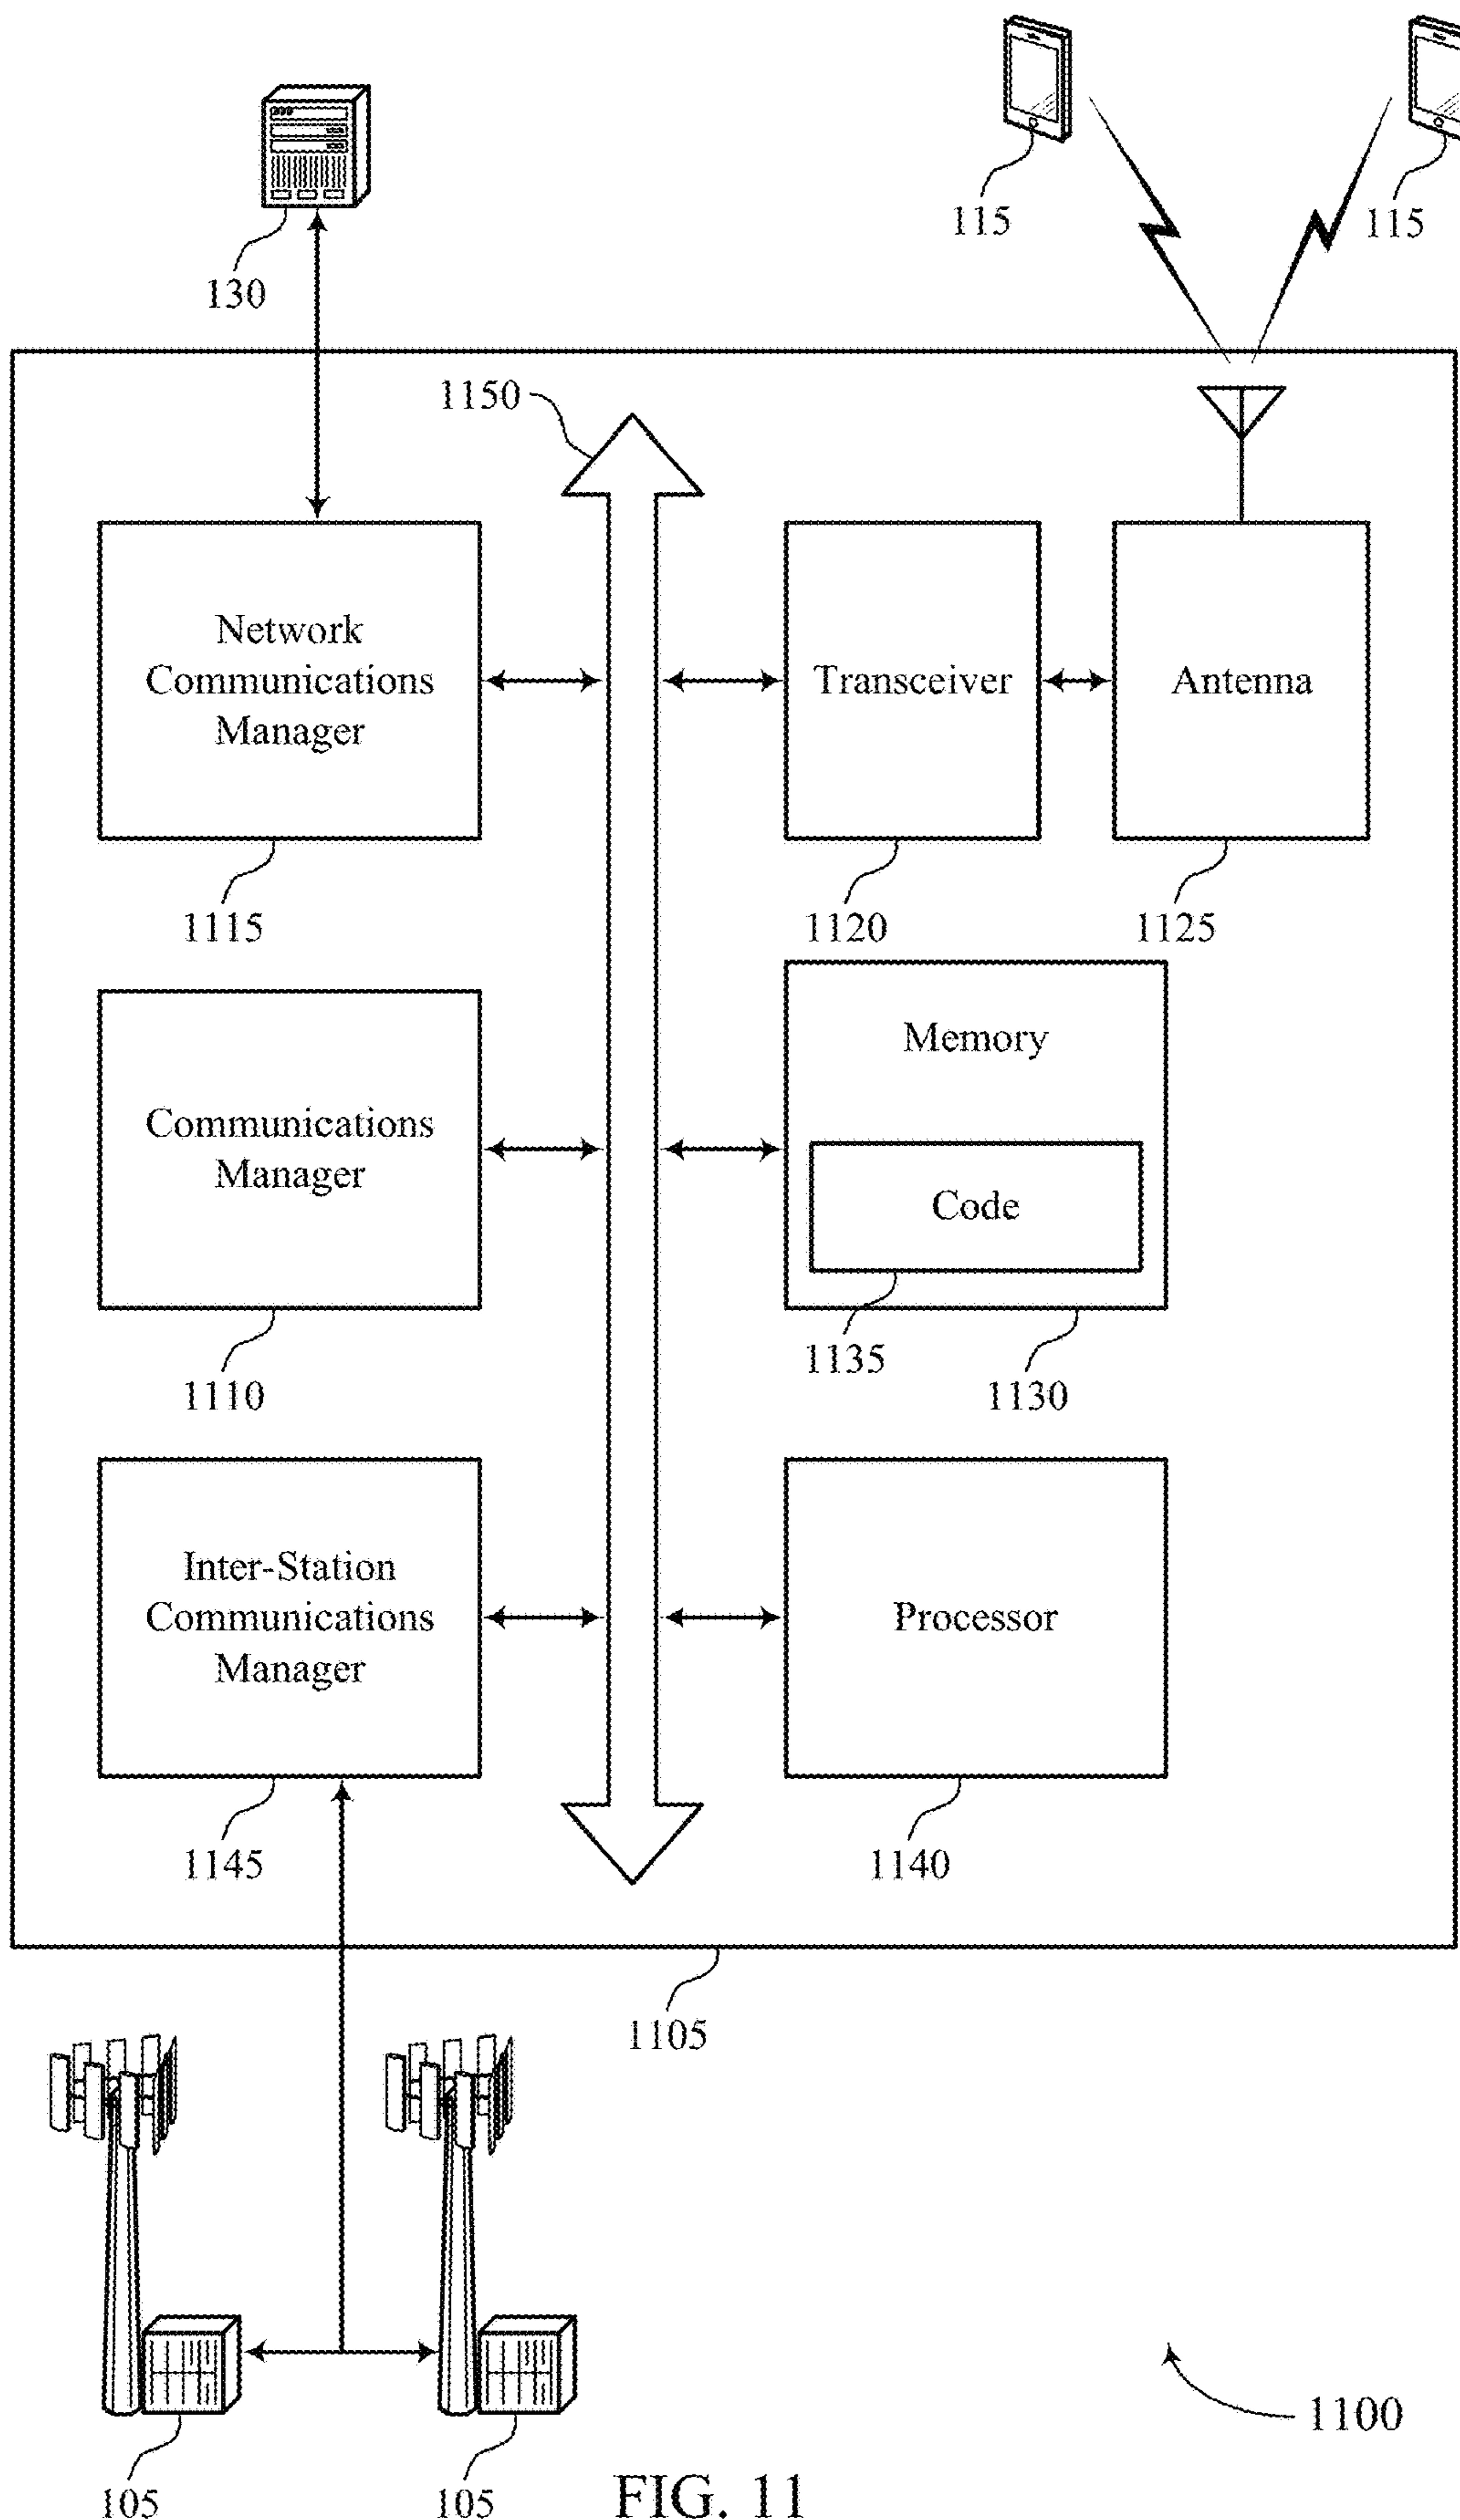 115
115
130
1150
Network
Communications
Manager
Transceiver
Antenna
1115
1120
1125
Communications
Manager
Memory
Code
1110
1135
1130
Inter-Station
Communications
Manager
Processor
1145
1140
1105
1100
105
105
FIG. 11